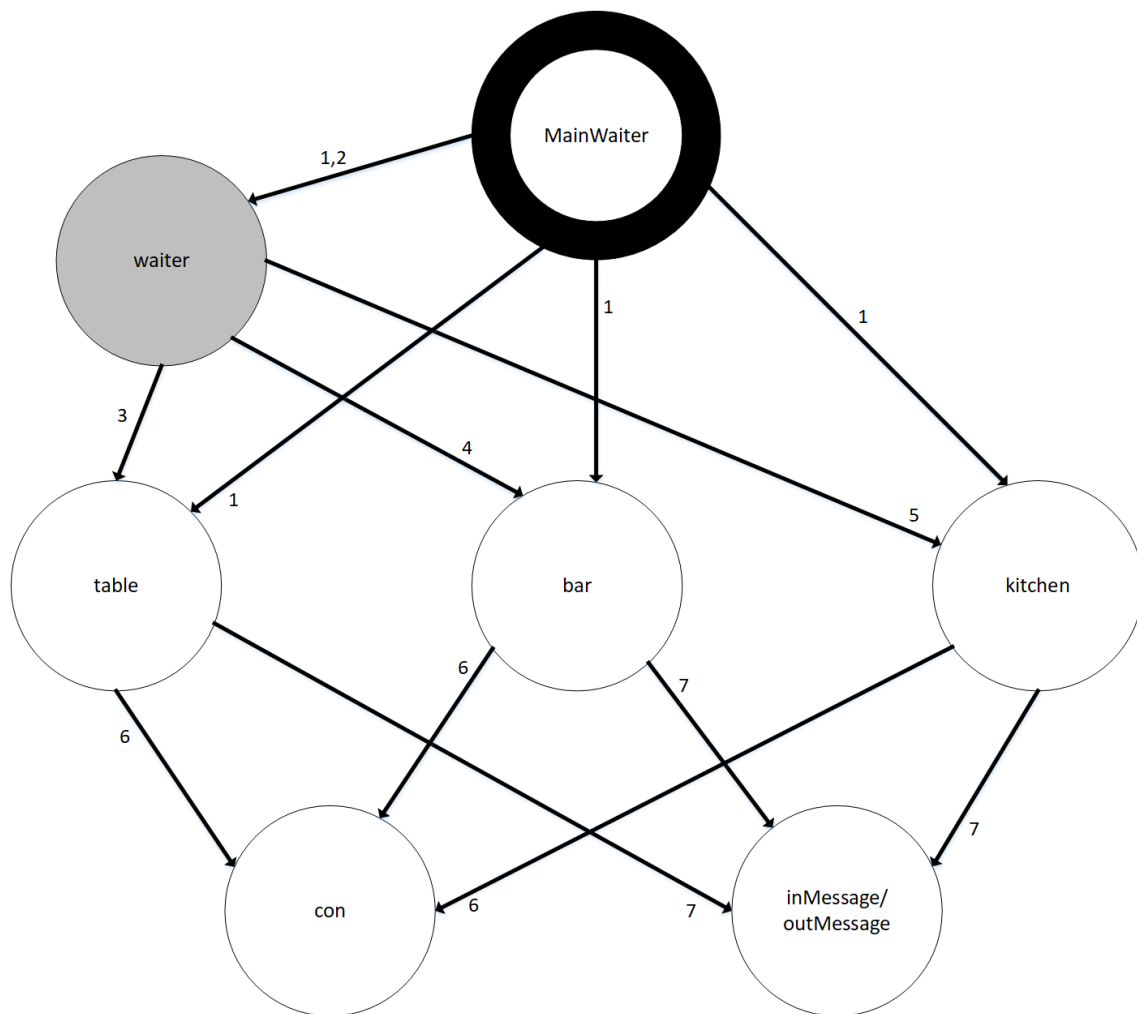 MainWaiter
1,2
waiter
1
1
3
4
1
5
table
bar
kitchen
6
7
6
7
con
inMessage/
outMessage
6
7